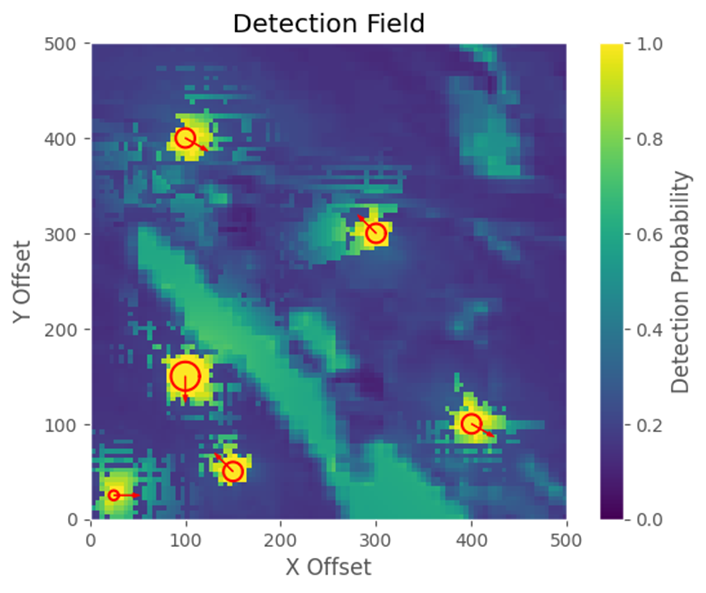 Detection Field
500
400
300
200
100
0
Y Offset
0 100 200 300 400 500
X Offset
1.0
0.8
0.6
0.4
0.2
0.0
Detection Probability